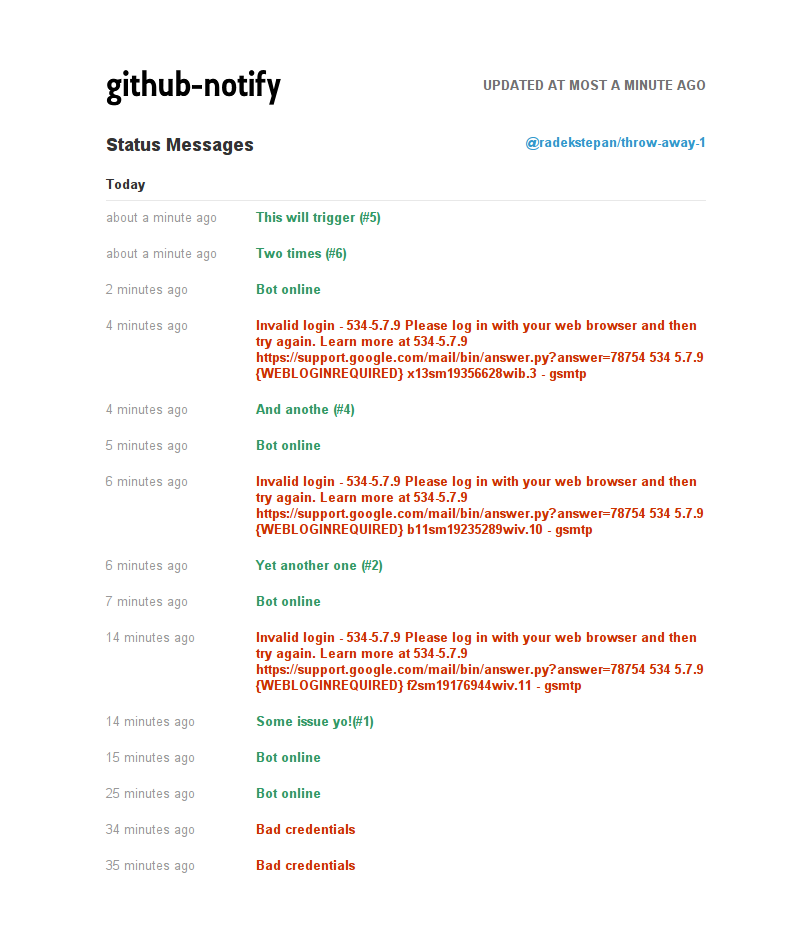 github-notify
UPDATED AT MOST A MINUTE AGO
Status Messages
@radekstepan/throw-away-1
Today
about a minute ago This will trigger (#5)
about a minute ago Two times (#6)
2 minutes ago Bot online
4 minutes ago Invalid login - 534-5.7.9 Please log in with your web browser and then
try again. Learn more at 534-5.7.9
https://support.google.com/mail/bin/answer.py?answer=78754 534 5.7.9
{WEBLOGINREQUIRED} x13sm19356628wib.3 - gsmtp
4 minutes ago And anothe (#4)
5 minutes ago Bot online
6 minutes ago Invalid login - 534-5.7.9 Please log in with your web browser and then
try again. Learn more at 534-5.7.9
https://support.google.com/mail/bin/answer.py?answer=78754 534 5.7.9
{WEBLOGINREQUIRED} b11sm19235289wiv.10 - gsmtp
6 minutes ago Yet another one (#2)
7 minutes ago Bot online
14 minutes ago Invalid login - 534-5.7.9 Please log in with your web browser and then
try again. Learn more at 534-5.7.9
https://support.google.com/mail/bin/answer.py?answer=78754 534 5.7.9
{WEBLOGINREQUIRED} f2sm19176944wiv.11 - gsmtp
14 minutes ago Some issue yo!(#1)
15 minutes ago Bot online
25 minutes ago Bot online
34 minutes ago Bad credentials
35 minutes ago Bad credentials